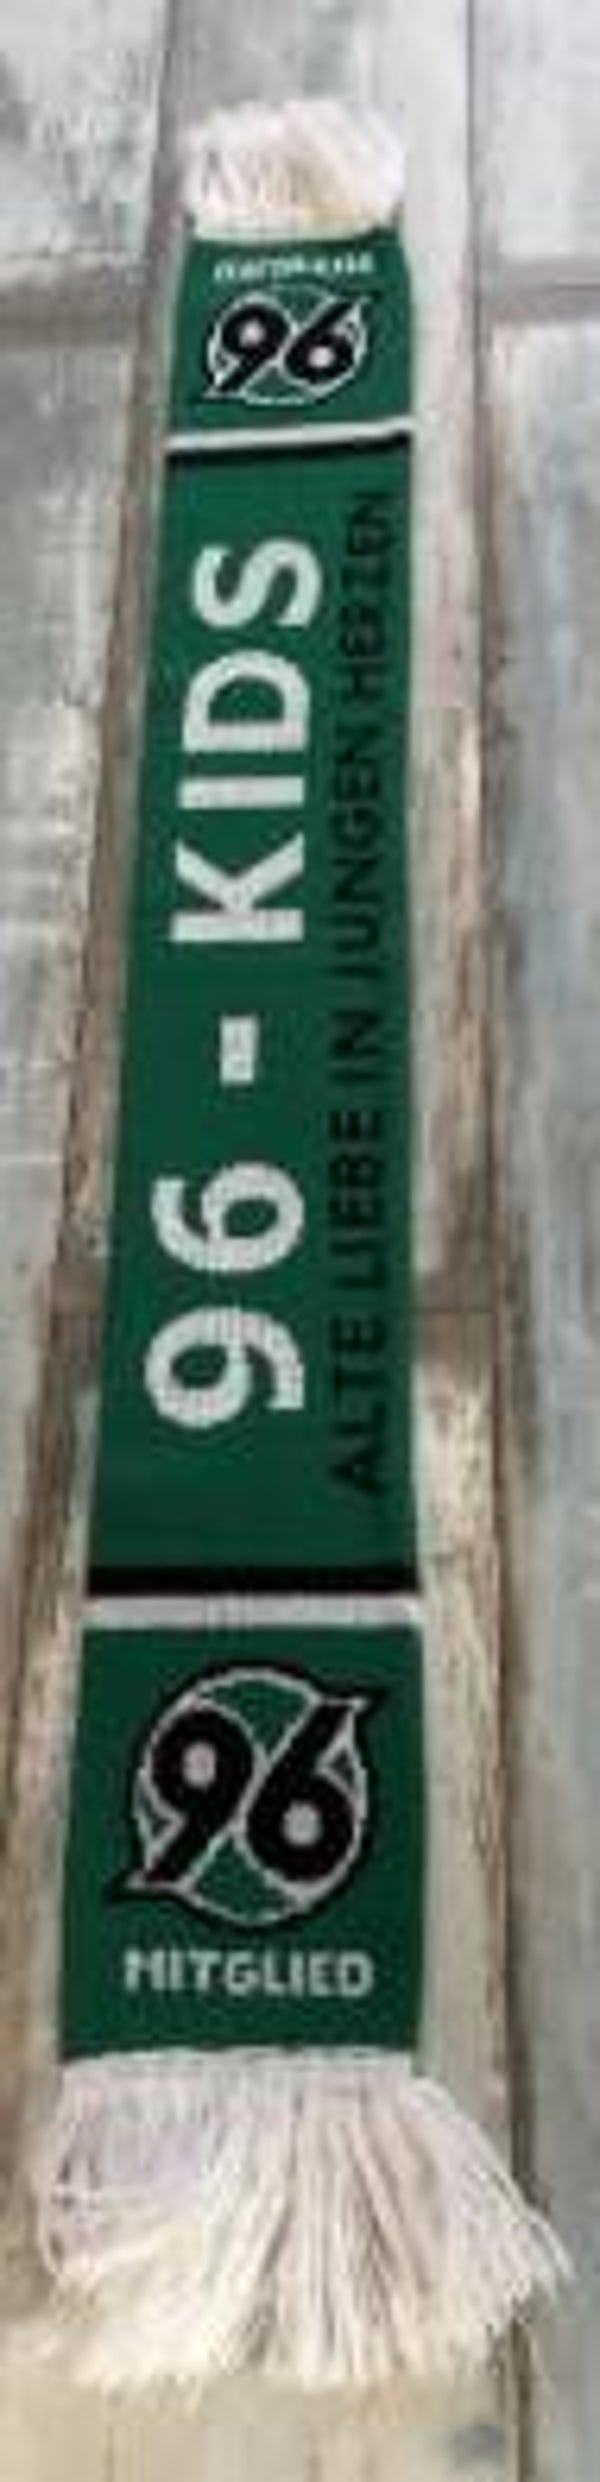 96
96 - KIDS
ALTE LIEBE IN JUNGEN HERZEN
96
MITGLIED